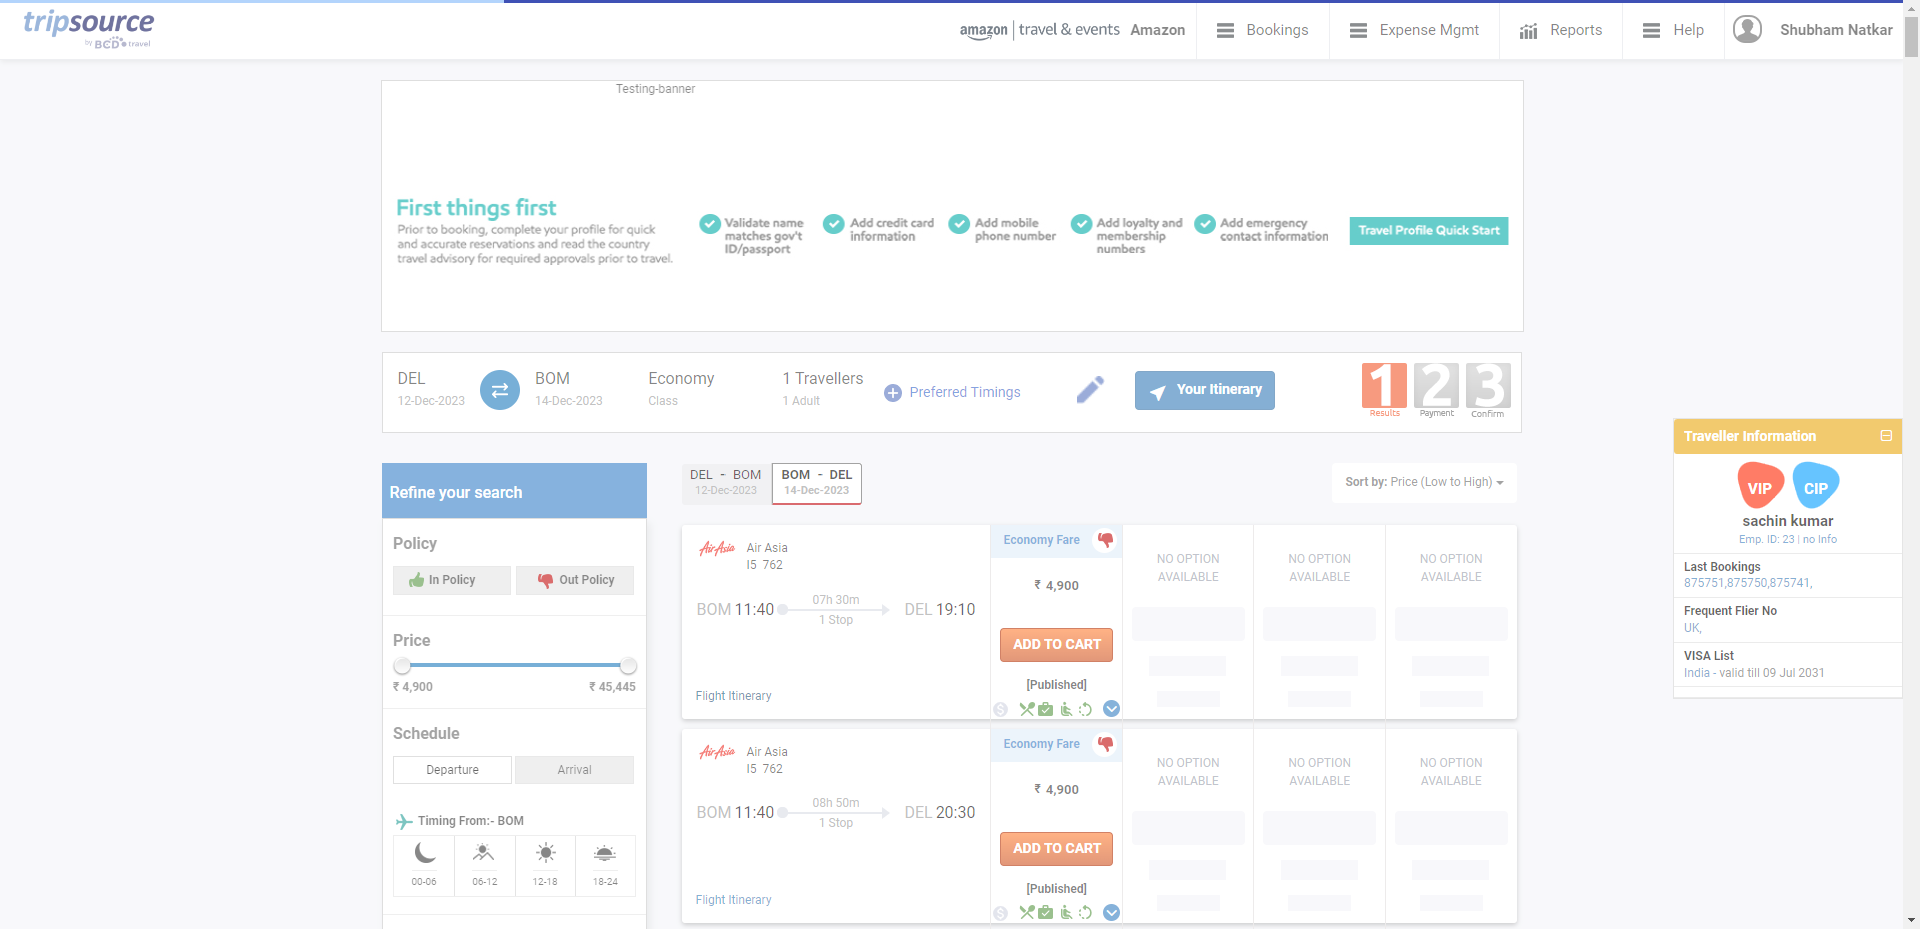 tripsource
by BCD travel
amazon | travel & events Amazon
Bookings
Expense Mgmt
Reports
Help
Shubham Natkar
Testing-banner
First things first
Prior to booking, complete your profile for quick
and accurate reservations and read the country
travel advisory for required approvals prior to travel.
Validate name
matches gov't
ID/passport
Add credit card
information
Add mobile
phone number
Add loyalty and
membership
numbers
Add emergency
contact information
Travel Profile Quick Start
DEL
12-Dec-2023
BOM
14-Dec-2023
Economy
Class
1 Travellers
1 Adult
Preferred Timings
Your Itinerary
1
Results
2
Payment
3
Confirm
Traveller Information
VIP
CIP
sachin kumar
Emp. ID: 23 | no Info
Last Bookings
875751,875750,875741,
Frequent Flier No
UK,
VISA List
India - valid till 09 Jul 2031
Refine your search
Policy
In Policy
Out Policy
Price
₹ 4,900
₹ 45,445
Schedule
Departure
Arrival
Timing From:- BOM
00-06
06-12
12-18
18-24
DEL - BOM
12-Dec-2023
BOM - DEL
14-Dec-2023
Sort by: Price (Low to High)
AirAsia
Air Asia
I5 762
BOM 11:40
07h 30m
1 Stop
DEL 19:10
Flight Itinerary
Economy Fare
₹ 4,900
ADD TO CART
[Published]
NO OPTION
AVAILABLE
NO OPTION
AVAILABLE
NO OPTION
AVAILABLE
AirAsia
Air Asia
I5 762
BOM 11:40
08h 50m
1 Stop
DEL 20:30
Flight Itinerary
Economy Fare
₹ 4,900
ADD TO CART
[Published]
NO OPTION
AVAILABLE
NO OPTION
AVAILABLE
NO OPTION
AVAILABLE